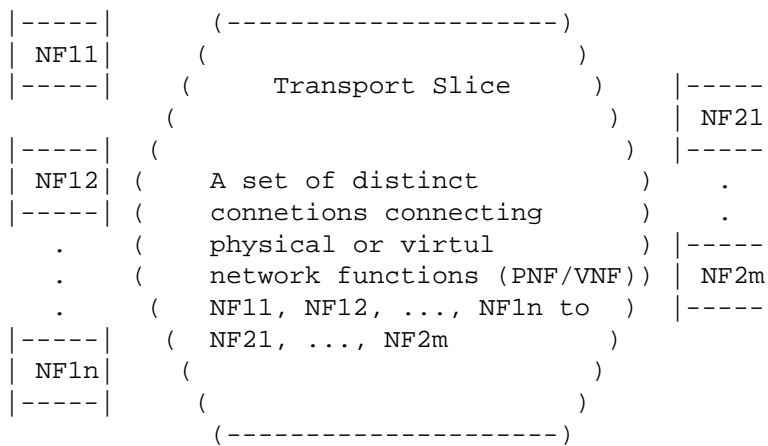 |-----|      (---------------------)
| NF11|     (                       )
|-----|    (     Transport Slice     )    |-----
          (                           )   | NF21
|-----|  (                             )  |-----
| NF12| (    A set of distinct          )    .
|-----| (    connetions connecting      )    .
   .    (    physical or virtul         ) |-----
   .    (    network functions (PNF/VNF)) | NF2m
   .     (   NF11, NF12, ..., NF1n to  )  |-----
|-----|   (  NF21, ..., NF2m          )
| NF1n|    (                         )
|-----|     (                       )
             (---------------------)